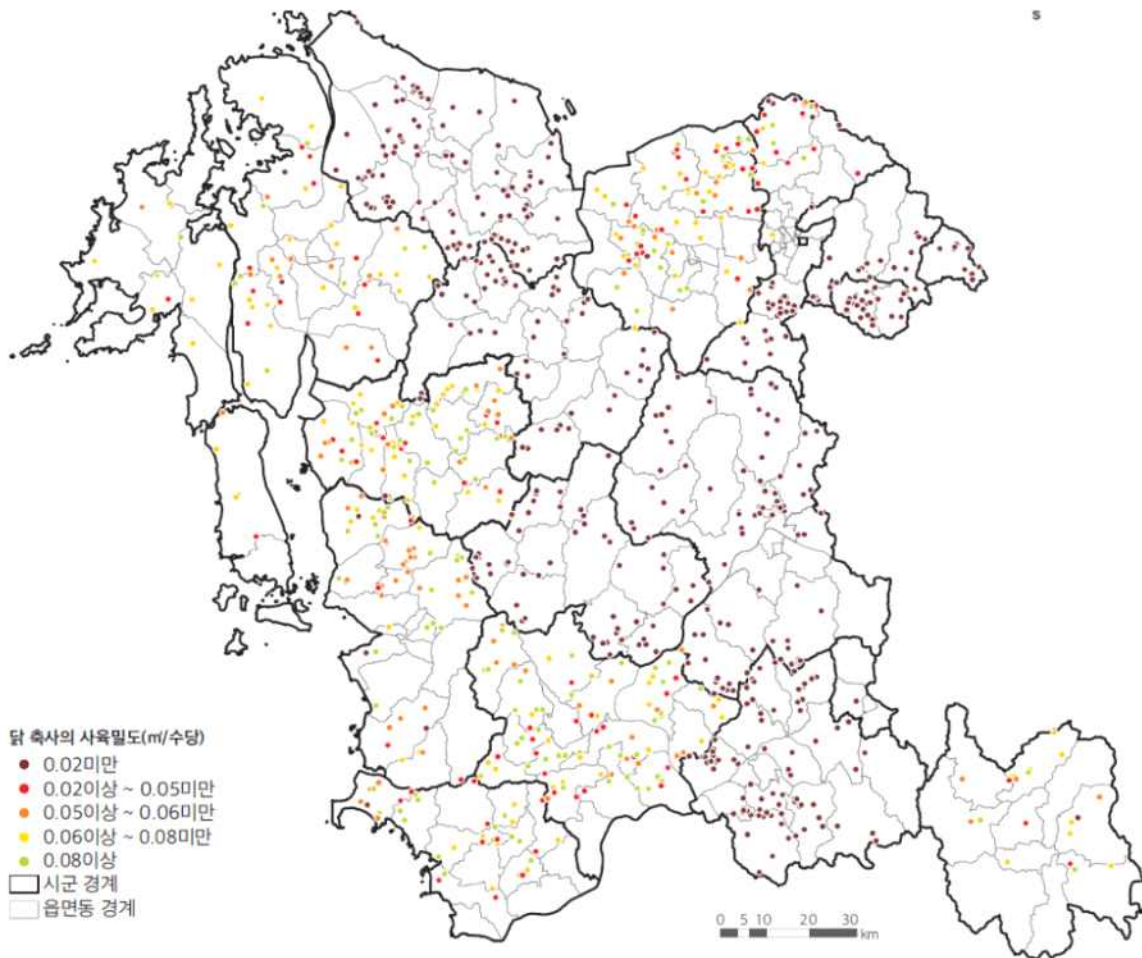 s
닭 축사의 사육밀도(㎡/수당)
0.02미만
0.02이상 ~ 0.05미만
0.05이상 ~ 0.06미만
0.06이상 ~ 0.08미만
0.08이상
시군 경계
읍면동 경계
0 5 10 20 30
km